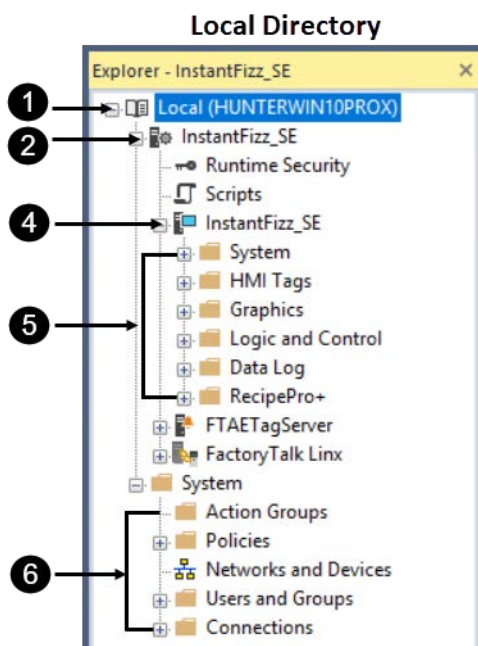 Local Directory
Explorer - InstantFizz_SE
1 Local (HUNTERWIN10PROX)
2 InstantFizz_SE
Runtime Security
Scripts
4 InstantFizz_SE
System
HMI Tags
Graphics
5 Logic and Control
Data Log
RecipePro+
FTAETagServer
FactoryTalk Linx
System
Action Groups
Policies
6 Networks and Devices
Users and Groups
Connections